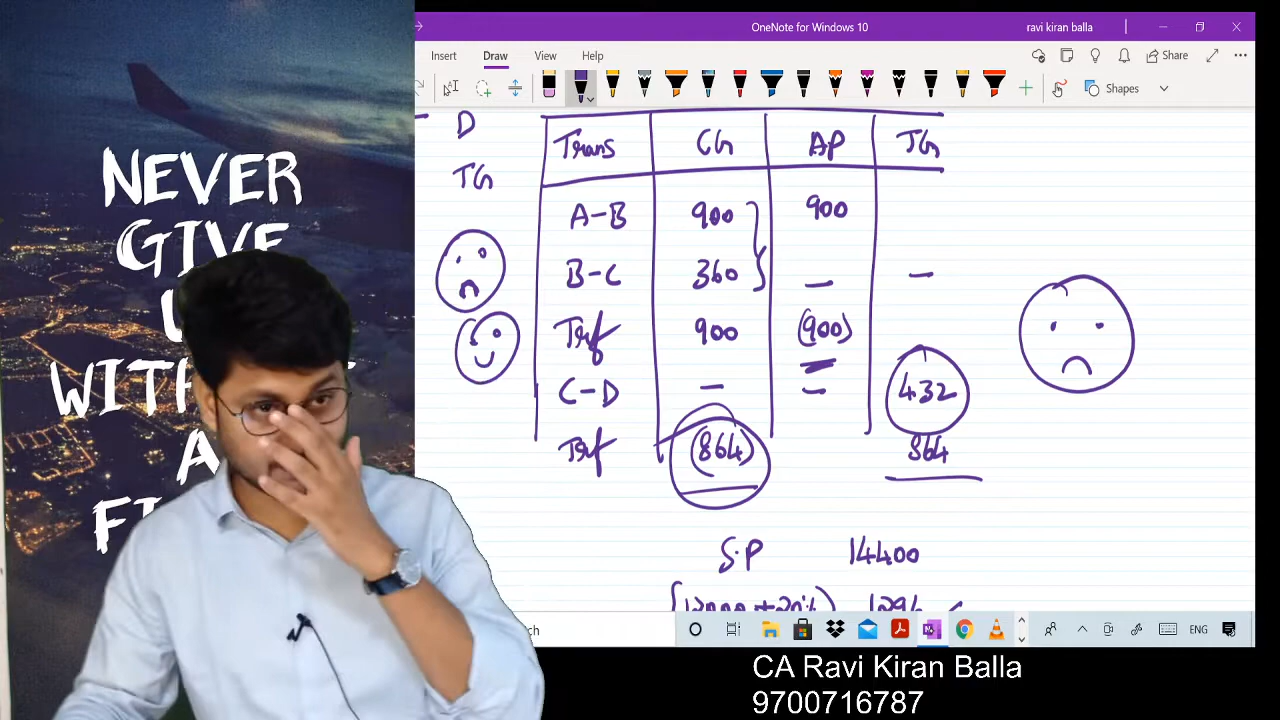 OneNote for Windows 10
ravi kiran balla
Insert Draw View Help
Share
Shapes
D
TG
Trans CG AP TG
A-B 900 900
B-C 360 — —
Trf 900 (900)
C-D — — 432
Trf (864) 864
S.P 14400
NEVER
GIVE
WITH
A
ch
ENG
CA Ravi Kiran Balla
9700716787